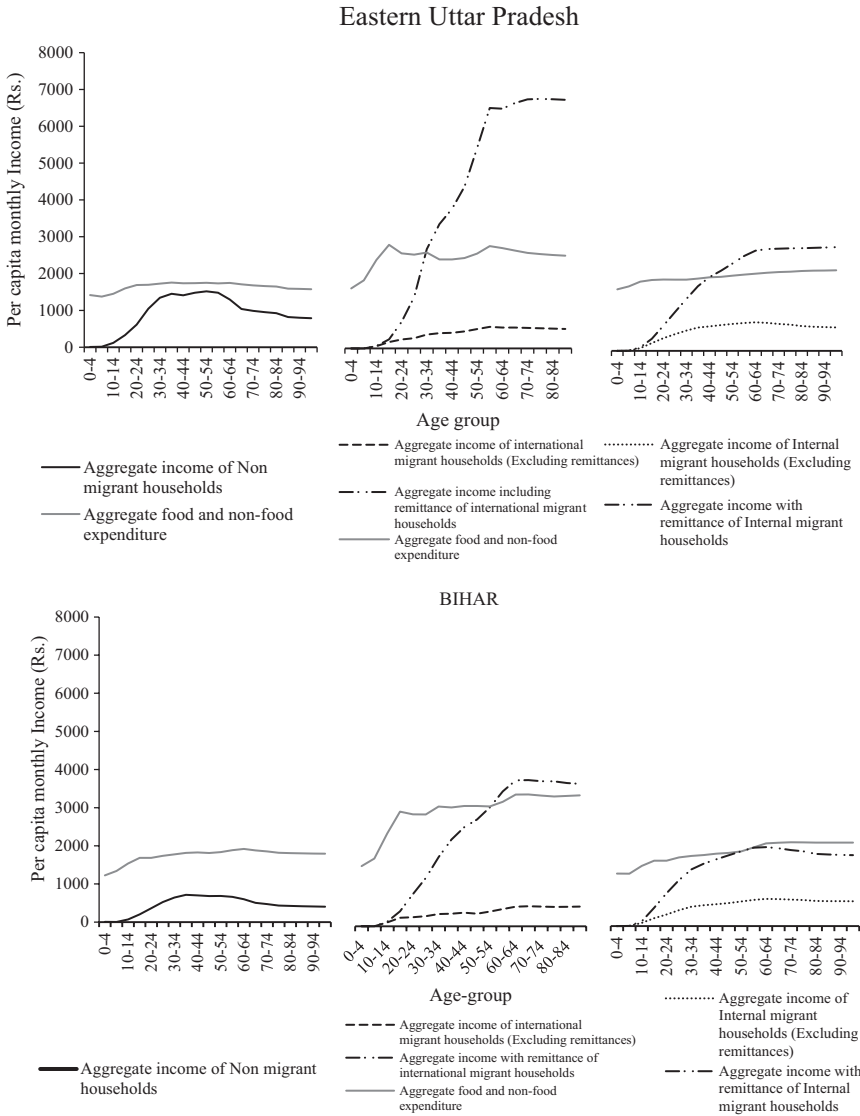 Eastern Uttar Pradesh
Per capita monthly Income (Rs.)
8000
7000
6000
5000
4000
3000
2000
1000
0
0-4
10-14
20-24
30-34
40-44
50-54
60-64
70-74
80-84
90-94
0-4
10-14
20-24
30-34
40-44
50-54
60-64
70-74
80-84
0-4
10-14
20-24
30-34
40-44
50-54
60-64
70-74
80-84
90-94
Age group
Aggregate income of Non
migrant households
Aggregate food and non-food
expenditure
Aggregate income of international
migrant households (Excluding remittances)
Aggregate income including
remittance of international migrant
households
Aggregate food and non-food
expenditure
Aggregate income of Internal
migrant households (Excluding
remittances)
Aggregate income with
remittance of Internal migrant
households
BIHAR
Per capita monthly Income (Rs.)
8000
7000
6000
5000
4000
3000
2000
1000
0
0-4
10-14
20-24
30-34
40-44
50-54
60-64
70-74
80-84
90-94
0-4
10-14
20-24
30-34
40-44
50-54
60-64
70-74
80-84
0-4
10-14
20-24
30-34
40-44
50-54
60-64
70-74
80-84
90-94
Age-group
Aggregate income of Non migrant
households
Aggregate income of international
migrant households (Excluding remittances)
Aggregate income with remittance of
international migrant households
Aggregate food and non-food
expenditure
Aggregate income of
Internal migrant
households (Excluding
remittances)
Aggregate income with
remittance of Internal
migrant households